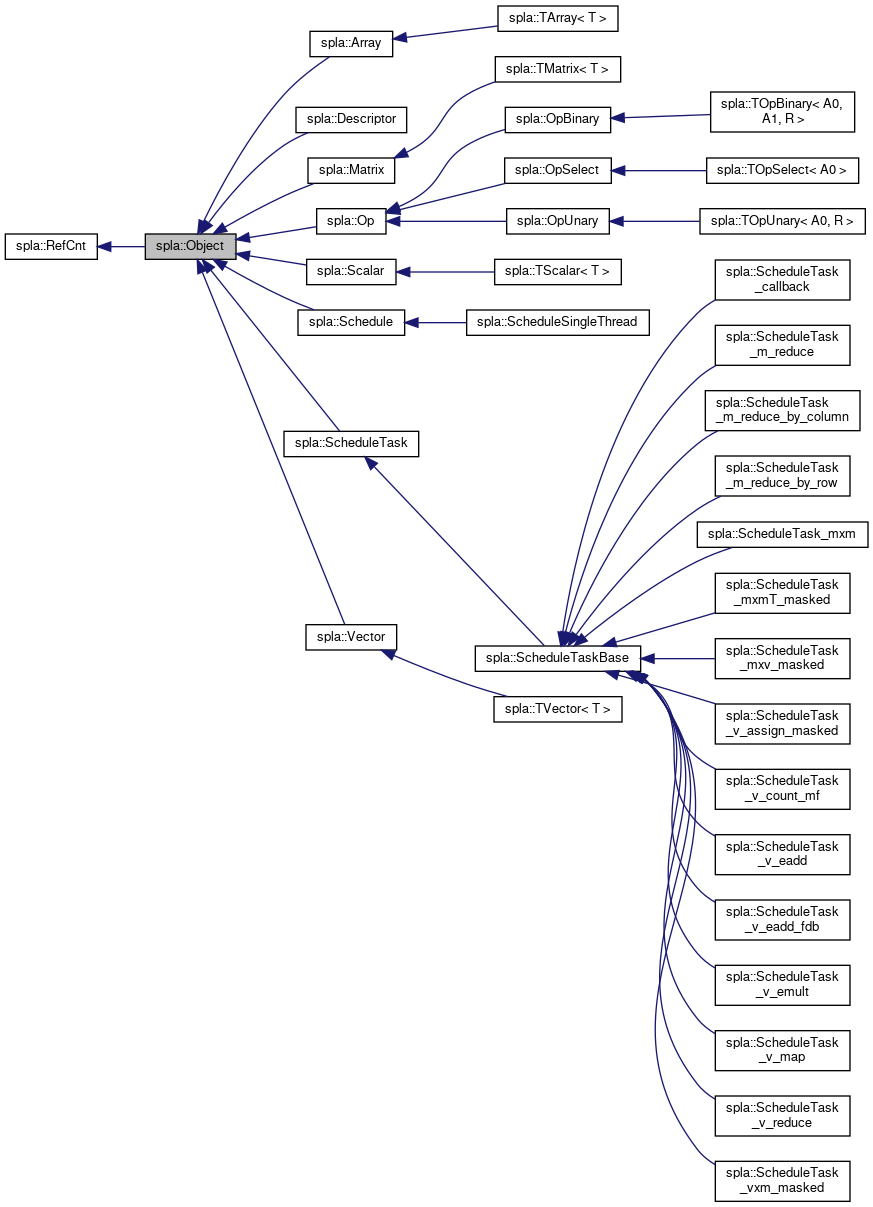 spla::TArray< T >
spla::Array
spla::TMatrix< T >
spla::Descriptor
spla::OpBinary
spla::TOpBinary< A0,
A1, R >
spla::Matrix
spla::OpSelect
spla::TOpSelect< A0 >
spla::Op
spla::OpUnary
spla::TOpUnary< A0, R >
spla::RefCnt
spla::Object
spla::Scalar
spla::TScalar< T >
spla::ScheduleTask
_callback
spla::Schedule
spla::ScheduleSingleThread
spla::ScheduleTask
_m_reduce
spla::ScheduleTask
_m_reduce_by_column
spla::ScheduleTask
spla::ScheduleTask
_m_reduce_by_row
spla::ScheduleTask_mxm
spla::ScheduleTask
_mxmT_masked
spla::Vector
spla::ScheduleTaskBase
spla::ScheduleTask
_mxv_masked
spla::TVector< T >
spla::ScheduleTask
_v_assign_masked
spla::ScheduleTask
_v_count_mf
spla::ScheduleTask
_v_eadd
spla::ScheduleTask
_v_eadd_fdb
spla::ScheduleTask
_v_emult
spla::ScheduleTask
_v_map
spla::ScheduleTask
_v_reduce
spla::ScheduleTask
_vxm_masked